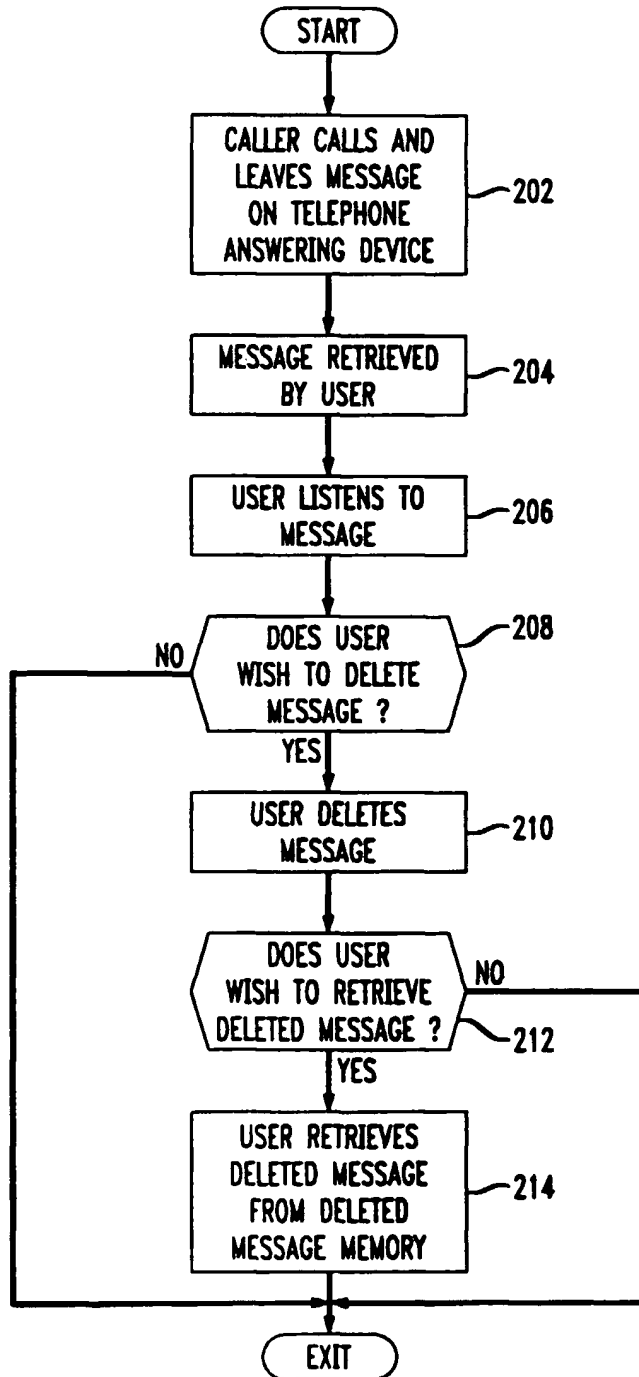 START
CALLER CALLS AND
LEAVES MESSAGE
ON TELEPHONE
ANSWERING DEVICE
202
MESSAGE RETRIEVED
BY USER
204
USER LISTENS TO
MESSAGE
206
DOES USER
WISH TO DELETE
MESSAGE ?
208
NO
YES
USER DELETES
MESSAGE
210
DOES USER
WISH TO RETRIEVE
DELETED MESSAGE ?
NO
212
YES
USER RETRIEVES
DELETED MESSAGE
FROM DELETED
MESSAGE MEMORY
214
EXIT